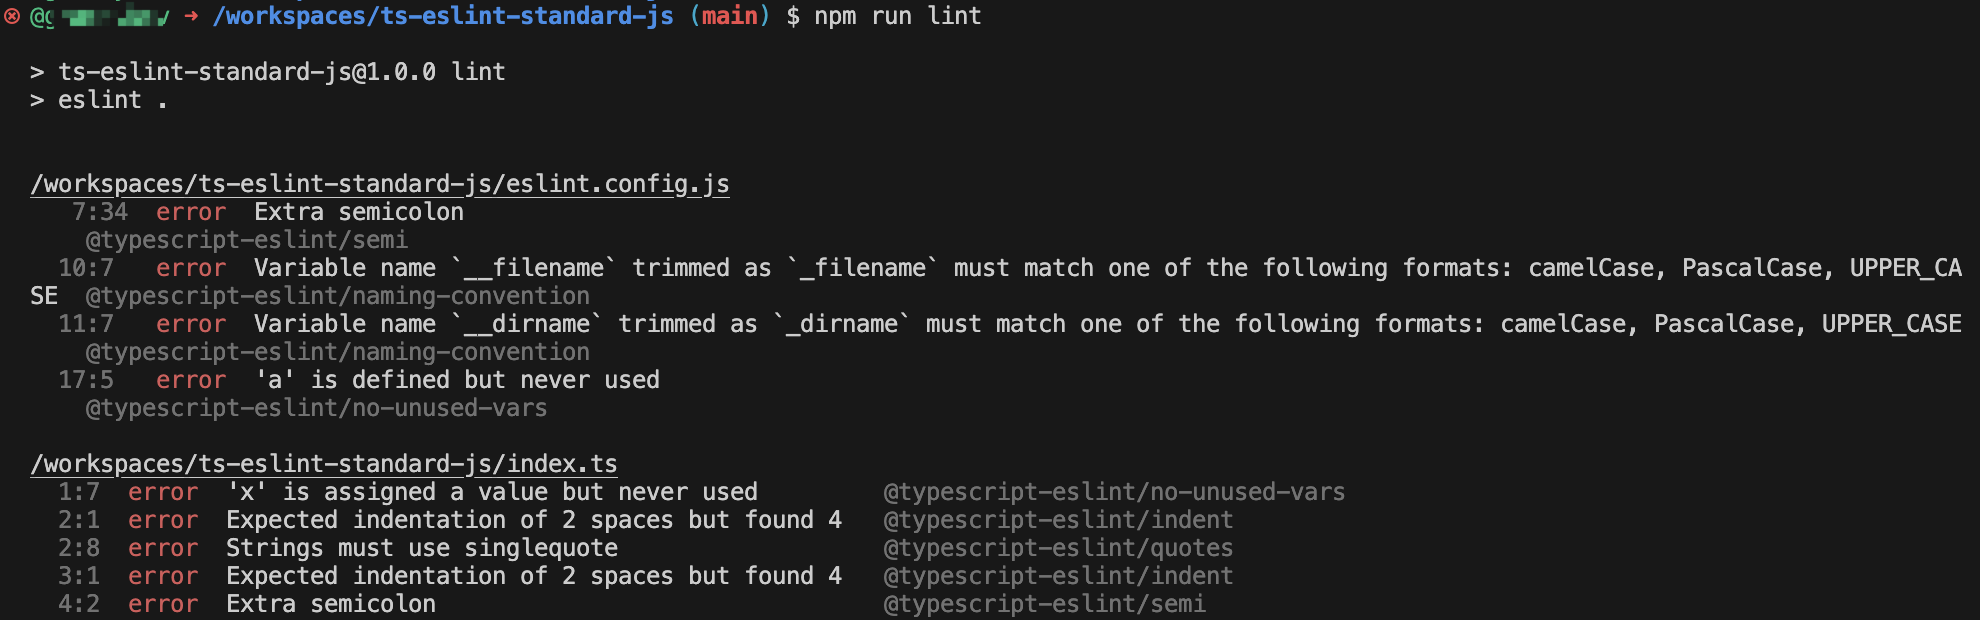 ➜ /workspaces/ts-eslint-standard-js (main) $ npm run lint
> ts-eslint-standard-js@1.0.0 lint
> eslint .
/workspaces/ts-eslint-standard-js/eslint.config.js
7:34 error Extra semicolon
@typescript-eslint/semi
10:7 error Variable name `__filename` trimmed as `_filename` must match one of the following formats: camelCase, PascalCase, UPPER_CA
SE @typescript-eslint/naming-convention
11:7 error Variable name `__dirname` trimmed as `_dirname` must match one of the following formats: camelCase, PascalCase, UPPER_CASE
@typescript-eslint/naming-convention
17:5 error 'a' is defined but never used
@typescript-eslint/no-unused-vars
/workspaces/ts-eslint-standard-js/index.ts
1:7 error 'x' is assigned a value but never used @typescript-eslint/no-unused-vars
2:1 error Expected indentation of 2 spaces but found 4 @typescript-eslint/indent
2:8 error Strings must use singlequote @typescript-eslint/quotes
3:1 error Expected indentation of 2 spaces but found 4 @typescript-eslint/indent
4:2 error Extra semicolon @typescript-eslint/semi